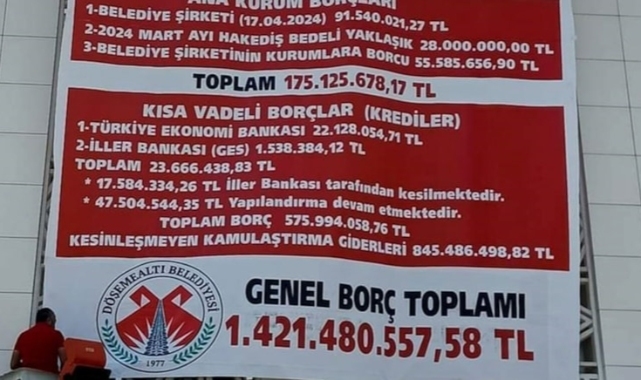 ANA KURUM BORÇLARI
1-BELEDİYE ŞİRKETİ (17.04.2024) 91.540.021,27 TL
2-2024 MART AYI HAKEDİŞ BEDELİ YAKLAŞIK 28.000.000,00 TL
3-BELEDİYE ŞİRKETİNİN KURUMLARA BORCU 55.585.656,90 TL
TOPLAM 175.125.678,17 TL
KISA VADELİ BORÇLAR (KREDİLER)
1-TÜRKİYE EKONOMİ BANKASI 22.128.054,71 TL
2-İLLER BANKASI (GES) 1.538.384,12 TL
TOPLAM 23.666.438,83 TL
* 17.584.334,26 TL İller Bankası tarafından kesilmektedir.
* 47.504.544,35 TL Yapılandırma devam etmektedir.
TOPLAM BORÇ 575.994.058,76 TL
KESİNLEŞMEYEN KAMULAŞTIRMA GİDERLERİ 845.486.498,82 TL
DÖŞEMEALTI BELEDİYESİ
1977
GENEL BORÇ TOPLAMI
1.421.480.557,58 TL